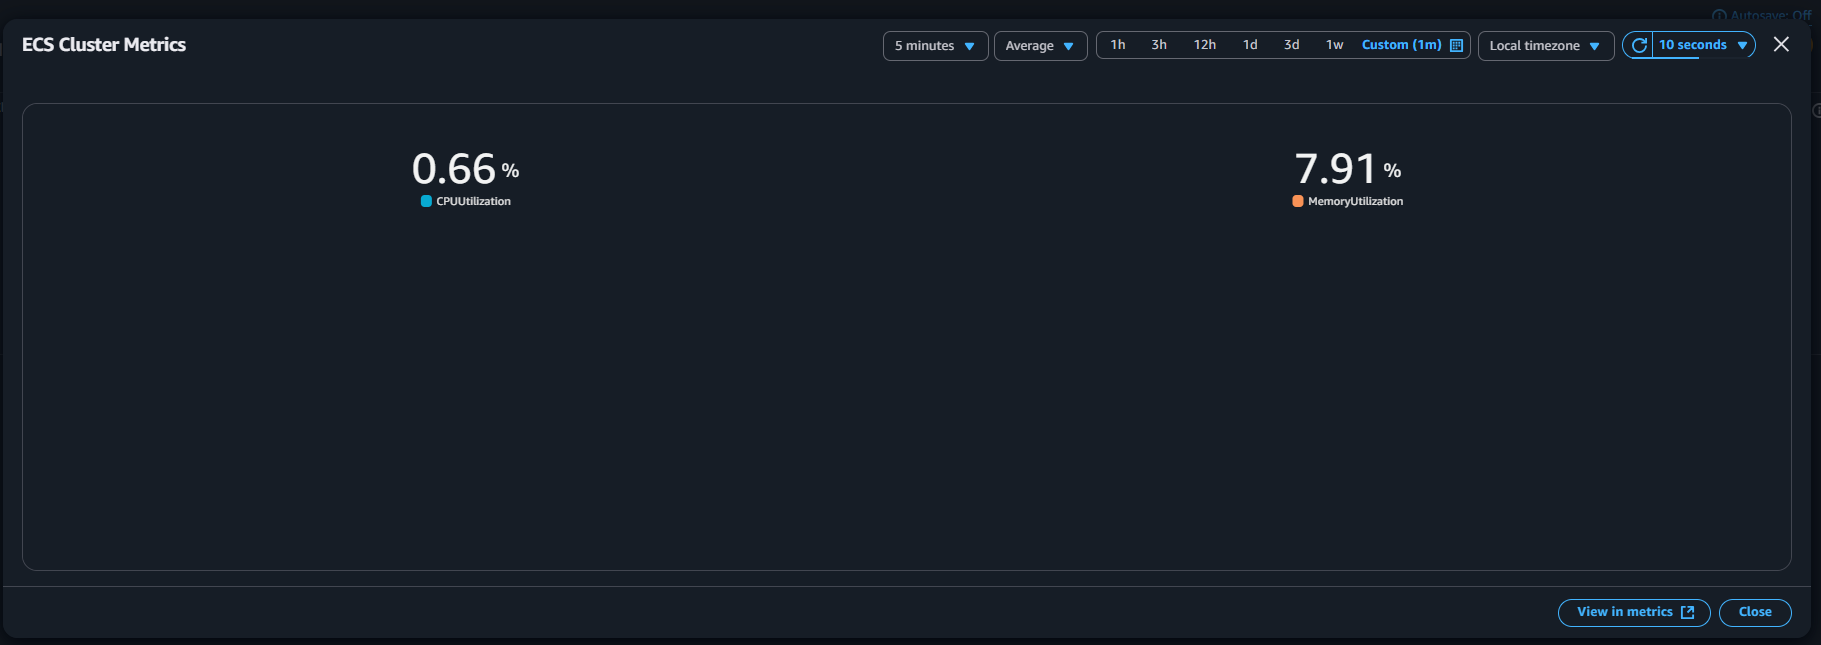 Autosave: Off
ECS Cluster Metrics
5 minutes
Average
1h 3h 12h 1d 3d 1w Custom (1m)
Local timezone
10 seconds
0.66 %
CPUUtilization
7.91 %
MemoryUtilization
View in metrics
Close